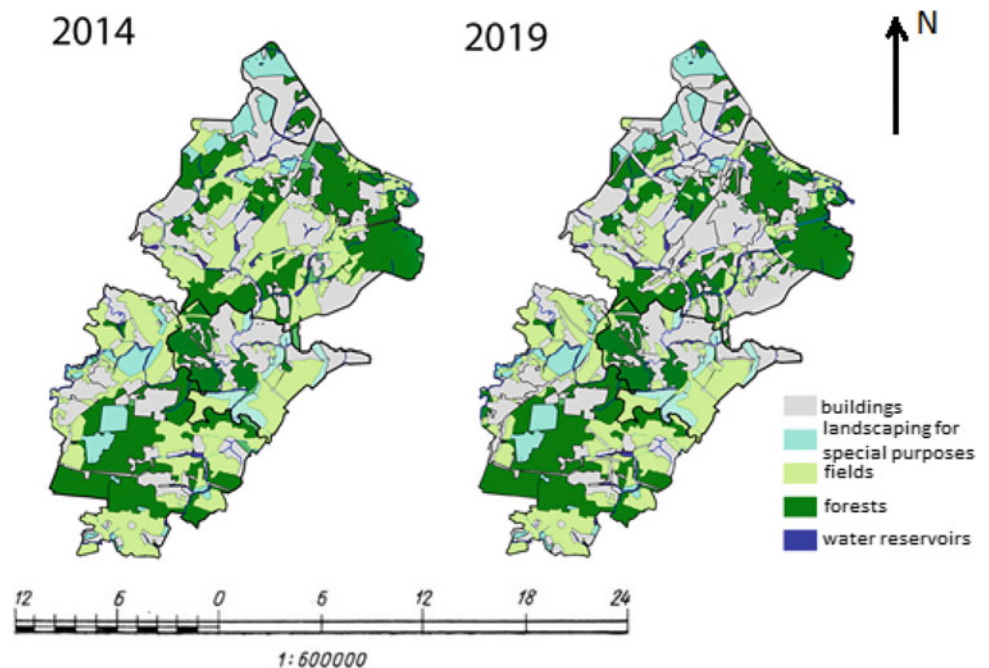 2014
2019
N
buildings
landscaping for
special purposes
fields
forests
water reservoirs
12 6 0 6 12 18 24
1:600000